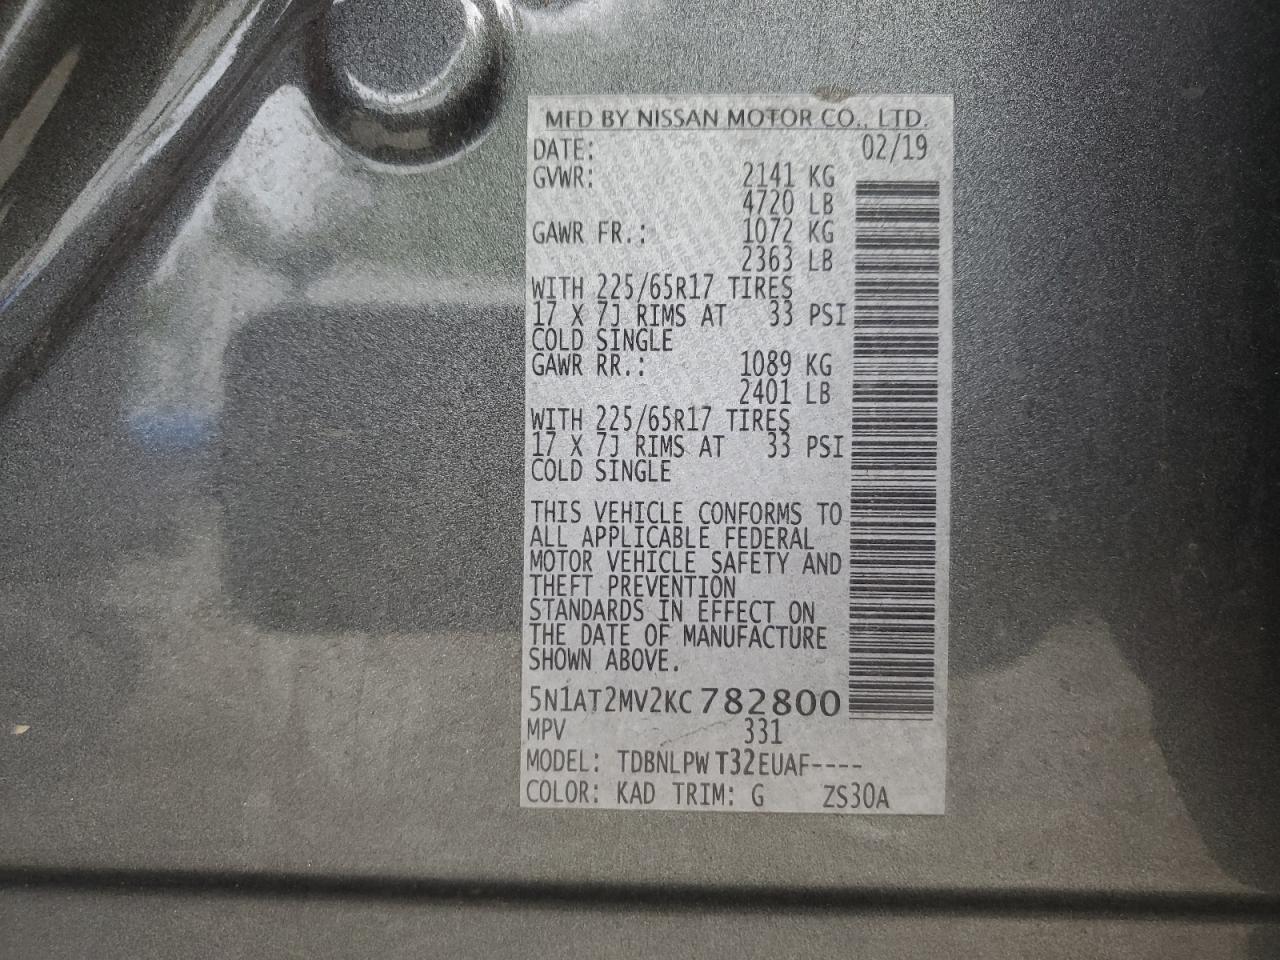 MFD BY NISSAN MOTOR CO., LTD.
DATE: 02/19
GVWR: 2141 KG
4720 LB
GAWR FR.: 1072 KG
2363 LB
WITH 225/65R17 TIRES
17 X 7J RIMS AT 33 PSI
COLD SINGLE
GAWR RR.: 1089 KG
2401 LB
WITH 225/65R17 TIRES
17 X 7J RIMS AT 33 PSI
COLD SINGLE
THIS VEHICLE CONFORMS TO
ALL APPLICABLE FEDERAL
MOTOR VEHICLE SAFETY AND
THEFT PREVENTION
STANDARDS IN EFFECT ON
THE DATE OF MANUFACTURE
SHOWN ABOVE.
5N1AT2MV2KC782800
MPV 331
MODEL: TDBNLPW T32EUAF----
COLOR: KAD TRIM: G ZS30A